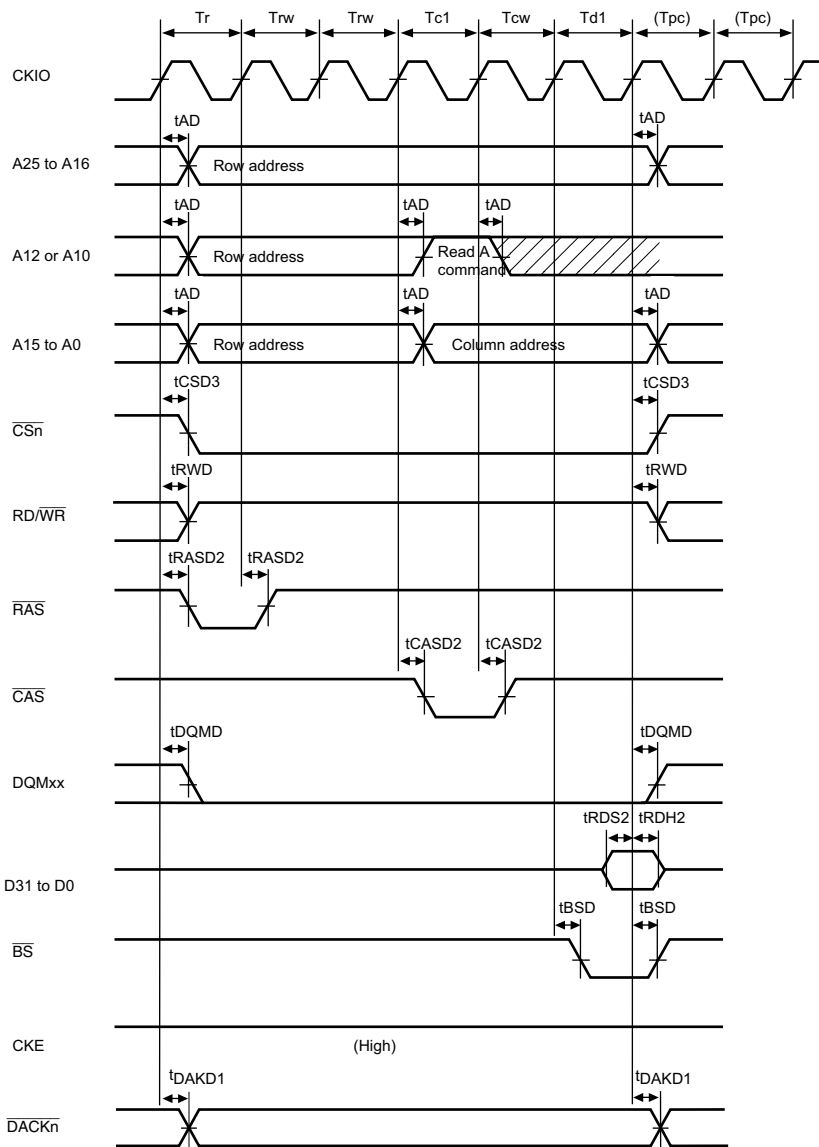 Tr Trw Trw Tc1 Tcw Td1 (Tpc) (Tpc)
CKIO
tAD tAD
A25 to A16 Row address
tAD tAD tAD
A12 or A10 Row address Read A
command
tAD tAD tAD
A15 to A0 Row address Column address
tCSD3 tCSD3
CSn
tRWD tRWD
RD/WR
tRASD2 tRASD2
RAS
tCASD2 tCASD2
CAS
tDQMD tDQMD
DQMxx
tRDS2 tRDH2
D31 to D0
tBSD tBSD
BS
CKE (High)
tDAKD1 tDAKD1
DACKn